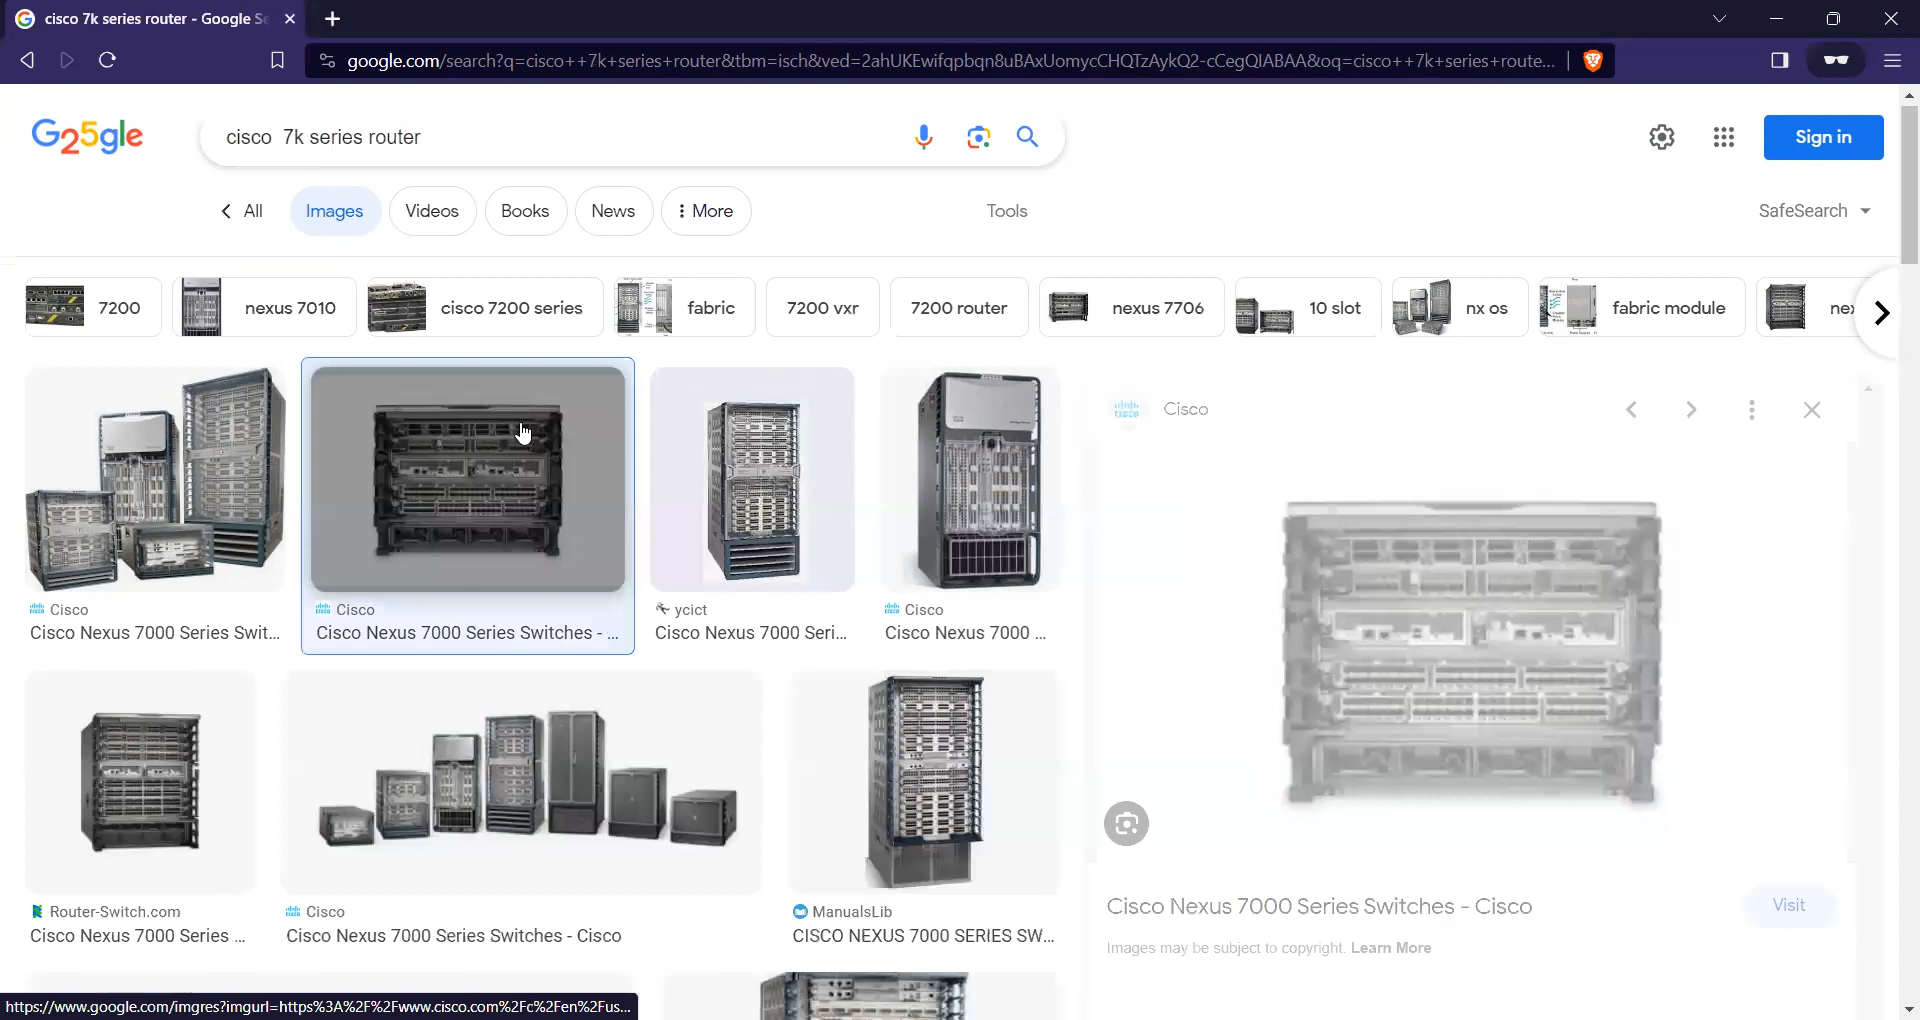 cisco 7k series router - Google Se
google.com/search?q=cisco++7k+series+router&tbm=isch&ved=2ahUKEwifqpbqn8uBAxUomycCHQTzAykQ2-cCegQIABAA&oq=cisco++7k+series+route...
G25gle
cisco 7k series router
Sign in
All
Images
Videos
Books
News
More
Tools
SafeSearch
7200
nexus 7010
cisco 7200 series
fabric
7200 vxr
7200 router
nexus 7706
10 slot
nx os
fabric module
nex
Cisco
Cisco
Cisco Nexus 7000 Series Swit...
Cisco
Cisco Nexus 7000 Series Switches - ...
ycict
Cisco Nexus 7000 Seri...
Cisco
Cisco Nexus 7000 ...
Router-Switch.com
Cisco Nexus 7000 Series ...
Cisco
Cisco Nexus 7000 Series Switches - Cisco
ManualsLib
CISCO NEXUS 7000 SERIES SW...
Cisco Nexus 7000 Series Switches - Cisco
Visit
Images may be subject to copyright. Learn More
https://www.google.com/imgres?imgurl=https%3A%2F%2Fwww.cisco.com%2Fc%2Fen%2Fus...